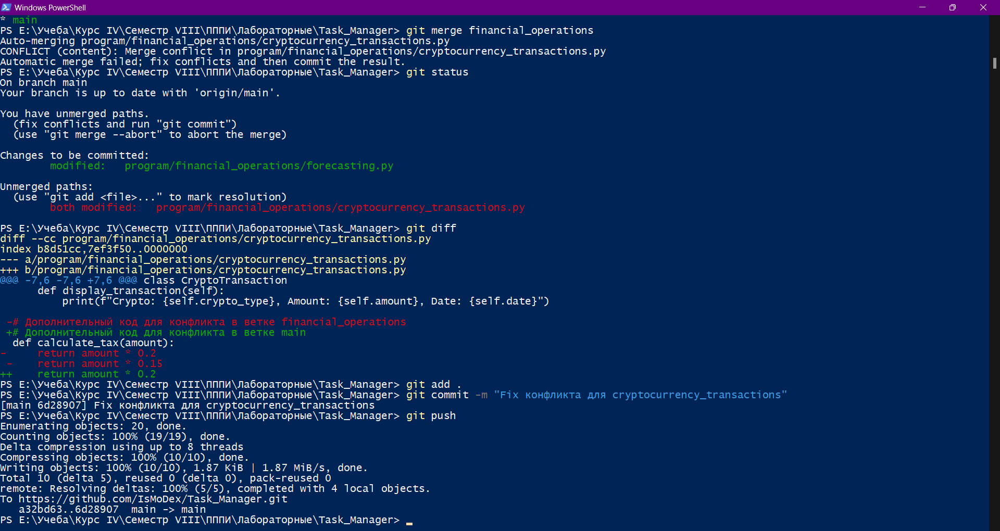 Windows PowerShell
* main
PS E:\Учеба\Курс IV\Семестр VIII\ПППИ\Лабораторные\Task_Manager> git merge financial_operations
Auto-merging program/financial_operations/cryptocurrency_transactions.py
CONFLICT (content): Merge conflict in program/financial_operations/cryptocurrency_transactions.py
Automatic merge failed; fix conflicts and then commit the result.
PS E:\Учеба\Курс IV\Семестр VIII\ПППИ\Лабораторные\Task_Manager> git status
On branch main
Your branch is up to date with 'origin/main'.
You have unmerged paths.
  (fix conflicts and run "git commit")
  (use "git merge --abort" to abort the merge)
Changes to be committed:
        modified:   program/financial_operations/forecasting.py
Unmerged paths:
  (use "git add <file>..." to mark resolution)
        both modified:   program/financial_operations/cryptocurrency_transactions.py
PS E:\Учеба\Курс IV\Семестр VIII\ПППИ\Лабораторные\Task_Manager> git diff
diff --cc program/financial_operations/cryptocurrency_transactions.py
index b8d51cc,7ef3f50..0000000
--- a/program/financial_operations/cryptocurrency_transactions.py
+++ b/program/financial_operations/cryptocurrency_transactions.py
@@@ -7,6 -7,6 +7,6 @@@ class CryptoTransaction
      def display_transaction(self):
          print(f"Crypto: {self.crypto_type}, Amount: {self.amount}, Date: {self.date}")
 -# Дополнительный код для конфликта в ветке financial_operations
 +# Дополнительный код для конфликта в ветке main
  def calculate_tax(amount):
-     return amount * 0.2
 -    return amount * 0.15
++    return amount * 0.2
PS E:\Учеба\Курс IV\Семестр VIII\ПППИ\Лабораторные\Task_Manager> git add .
PS E:\Учеба\Курс IV\Семестр VIII\ПППИ\Лабораторные\Task_Manager> git commit -m "Fix конфликта для cryptocurrency_transactions"
[main 6d28907] Fix конфликта для cryptocurrency_transactions
PS E:\Учеба\Курс IV\Семестр VIII\ПППИ\Лабораторные\Task_Manager> git push
Enumerating objects: 20, done.
Counting objects: 100% (19/19), done.
Delta compression using up to 8 threads
Compressing objects: 100% (10/10), done.
Writing objects: 100% (10/10), 1.87 KiB | 1.87 MiB/s, done.
Total 10 (delta 5), reused 0 (delta 0), pack-reused 0
remote: Resolving deltas: 100% (5/5), completed with 4 local objects.
To https://github.com/IsMoDex/Task_Manager.git
   a32bd63..6d28907  main -> main
PS E:\Учеба\Курс IV\Семестр VIII\ПППИ\Лабораторные\Task_Manager>